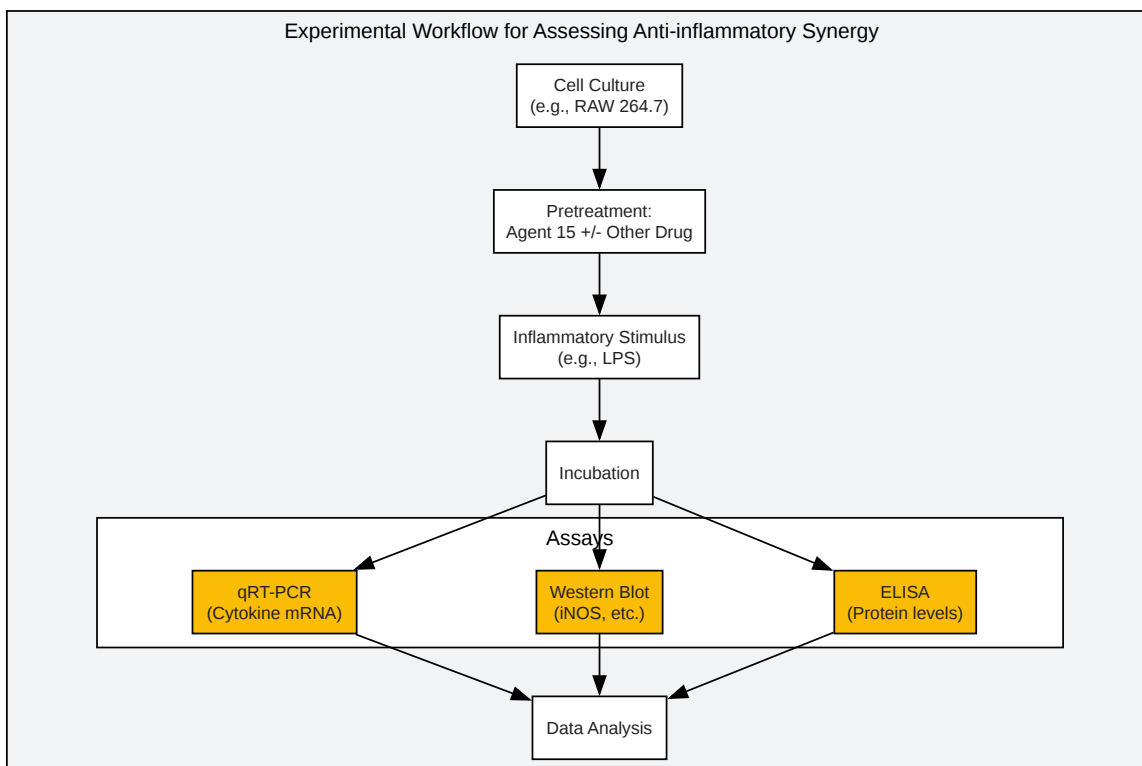 Experimental Workflow for Assessing Anti-inflammatory Synergy
Cell Culture
(e.g., RAW 264.7)
Pretreatment:
Agent 15 +/- Other Drug
Inflammatory Stimulus
(e.g., LPS)
Incubation
Assays
qRT-PCR
(Cytokine mRNA)
Western Blot
(iNOS, etc.)
ELISA
(Protein levels)
Data Analysis